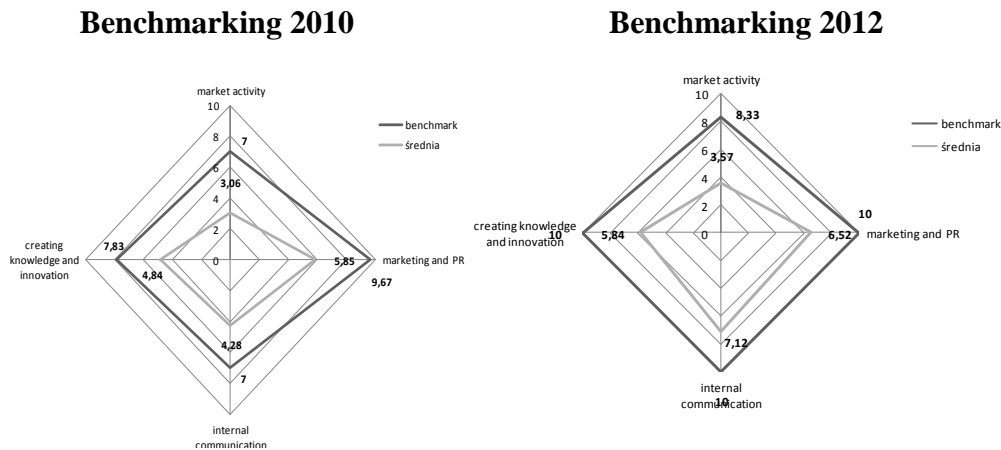 Benchmarking 2010
market activity
10
8
6
4
2
0
7
3,06
benchmark
średnia
creating
knowledge and
innovation
7,83
4,84
5,85
marketing and PR
9,67
4,28
7
internal
communication
Benchmarking 2012
market activity
10
8
6
4
2
0
8,33
3,57
benchmark
średnia
creating knowledge
and innovation
10
5,84
10
6,52
marketing and PR
7,12
internal
communication
10